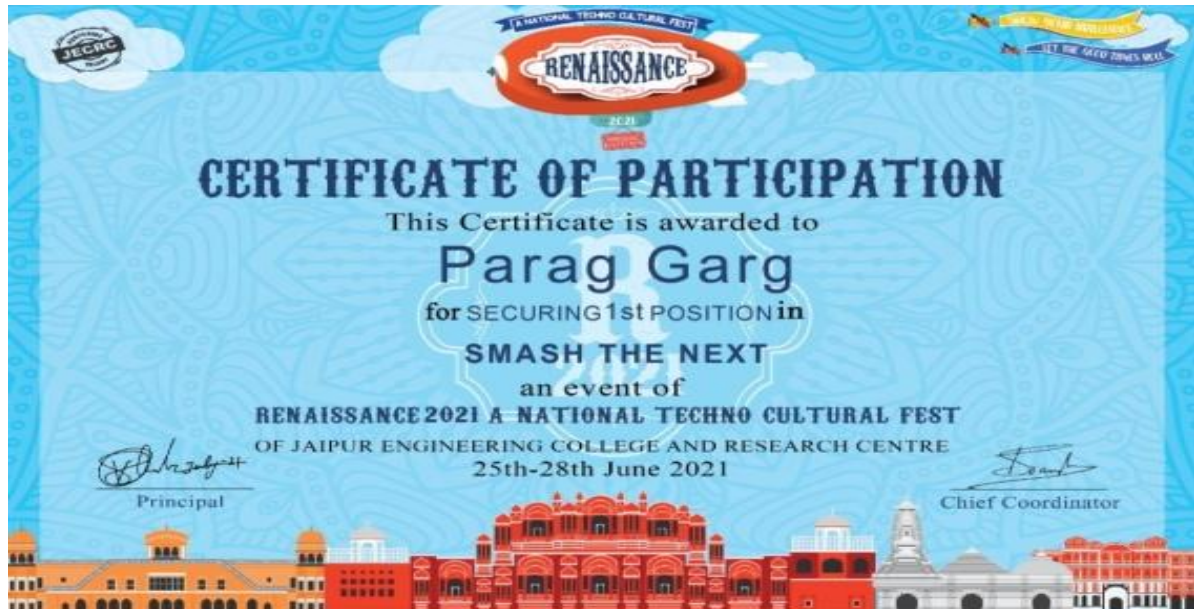 A NATIONAL TECHNO CULTURAL FEST
JECRC
RENAISSANCE
2021
CERTIFICATE OF PARTICIPATION
This Certificate is awarded to
Parag Garg
for SECURING 1st POSITION in
SMASH THE NEXT
an event of
RENAISSANCE 2021 A NATIONAL TECHNO CULTURAL FEST
OF JAIPUR ENGINEERING COLLEGE AND RESEARCH CENTRE
25th-28th June 2021
Principal
Chief Coordinator
R
2021